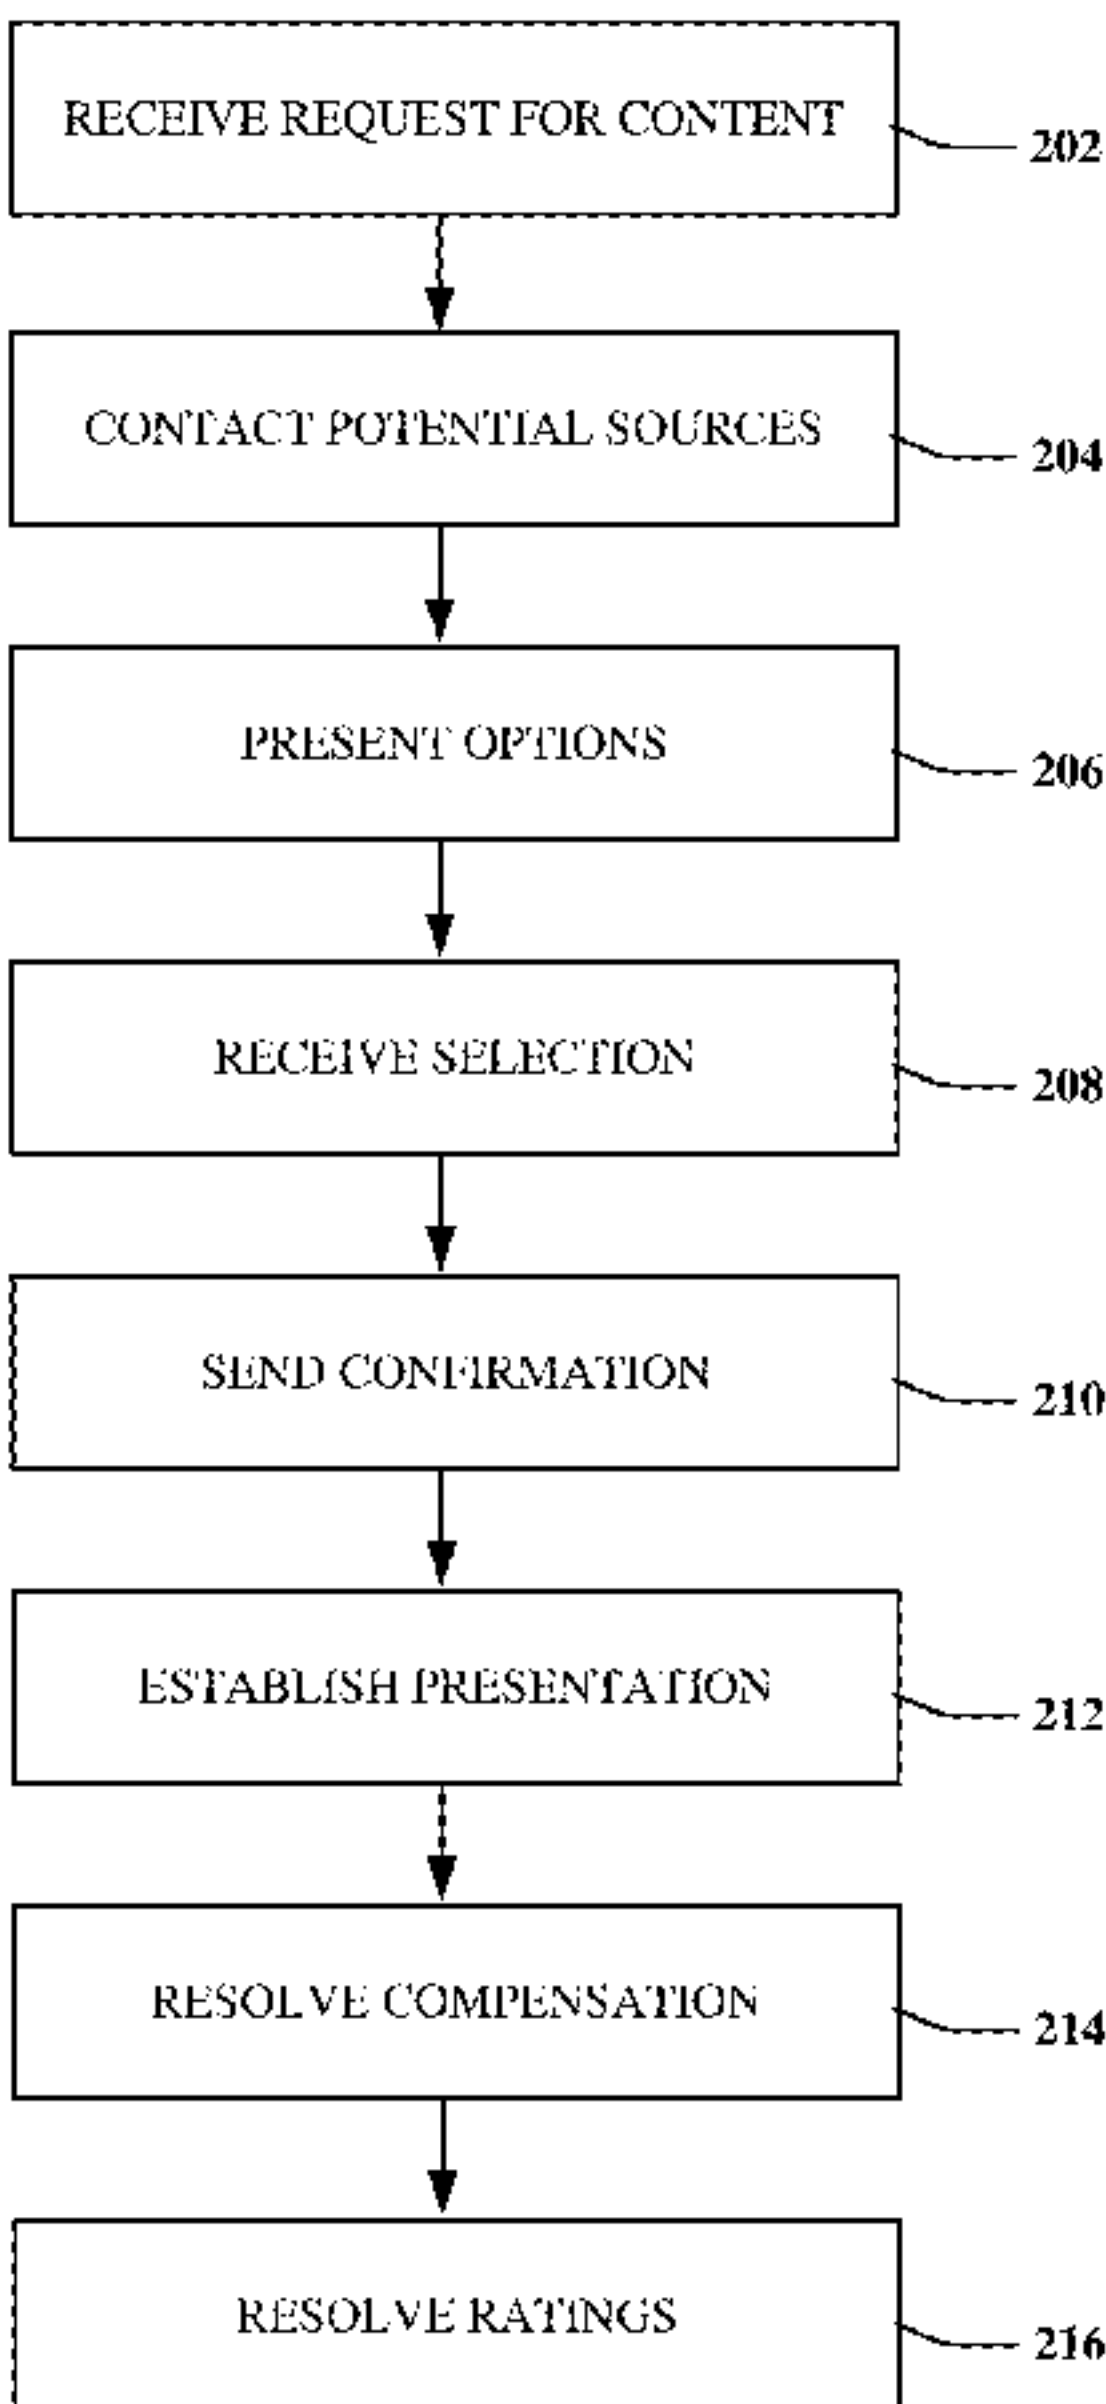 RECEIVE REQUEST FOR CONTENT
202
CONTACT POTENTIAL SOURCES
204
PRESENT OPTIONS
206
RECEIVE SELECTION
208
SEND CONFIRMATION
210
ESTABLISH PRESENTATION
212
RESOLVE COMPENSATION
214
RESOLVE RATINGS
216